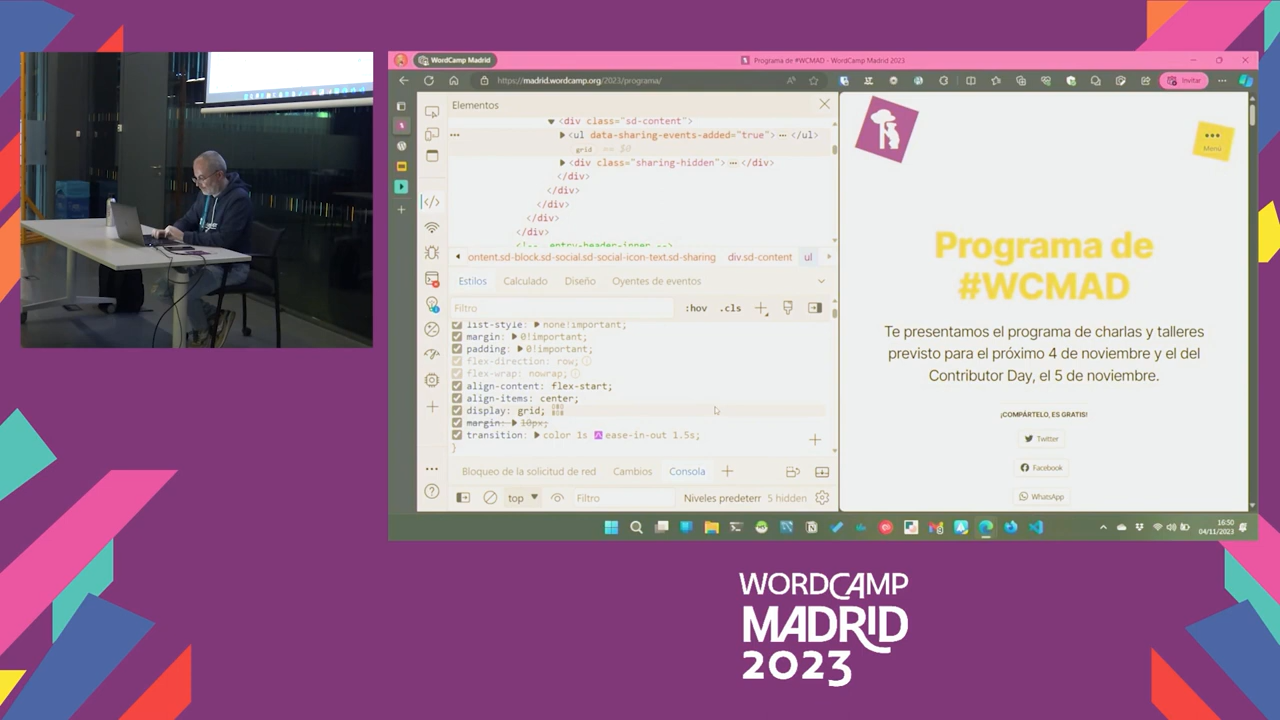 WordCamp Madrid
Programa de #WCMAD - WordCamp Madrid 2023
https://madrid.wordcamp.org/2023/programa/
Invitar
Elementos
<div class="sd-content">
<ul data-sharing-events-added="true"> … </ul>
grid == $0
<div class="sharing-hidden"> … </div>
</div>
</div>
</div>
</div>
</div>
ontent.sd-block.sd-social.sd-social-icon-text.sd-sharing div.sd-content ul
Estilos Calculado Diseño Oyentes de eventos
Filtro :hov .cls
list-style: none!important;
margin: 0!important;
padding: 0!important;
flex-direction: row;
flex-wrap: nowrap;
align-content: flex-start;
align-items: center;
display: grid;
margin: 10px;
transition: color 1s ease-in-out 1.5s;
}
Bloqueo de la solicitud de red Cambios Consola
top Filtro Niveles predeterr 5 hidden
Menú
Programa de
#WCMAD
Te presentamos el programa de charlas y talleres
previsto para el próximo 4 de noviembre y el del
Contributor Day, el 5 de noviembre.
¡COMPÁRTELO, ES GRATIS!
Twitter
Facebook
WhatsApp
16:50
04/11/2023
WORDCAMP
MADRID
2023